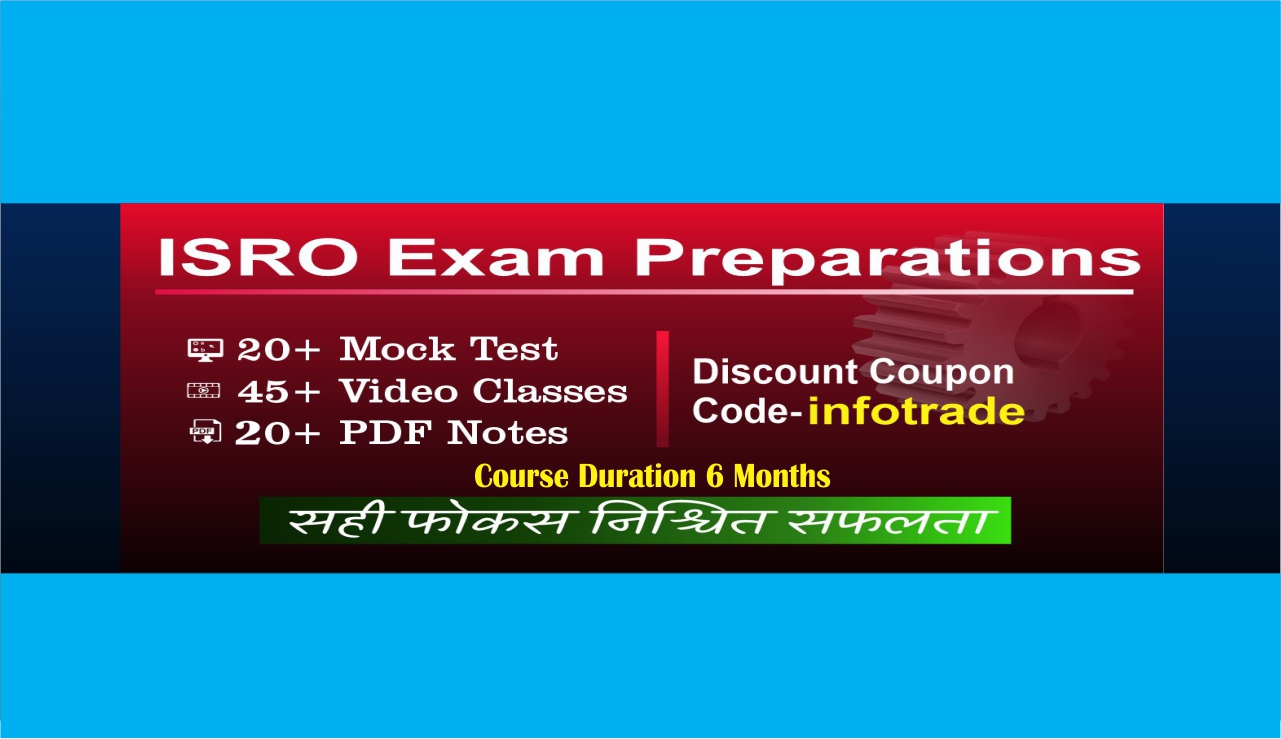 ISRO Exam Preparations
20+ Mock Test
45+ Video Classes
PDF
20+ PDF Notes
Discount Coupon
Code-infotrade
Course Duration 6 Months
सही फोकस निश्चित सफलता